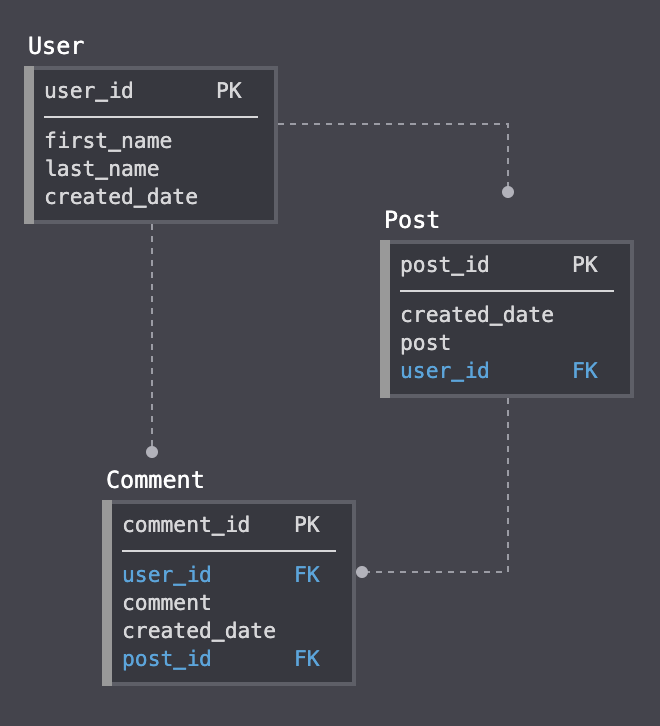 User
user_id PK
first_name
last_name
created_date
Post
post_id PK
created_date
post
user_id FK
Comment
comment_id PK
user_id FK
comment
created_date
post_id FK